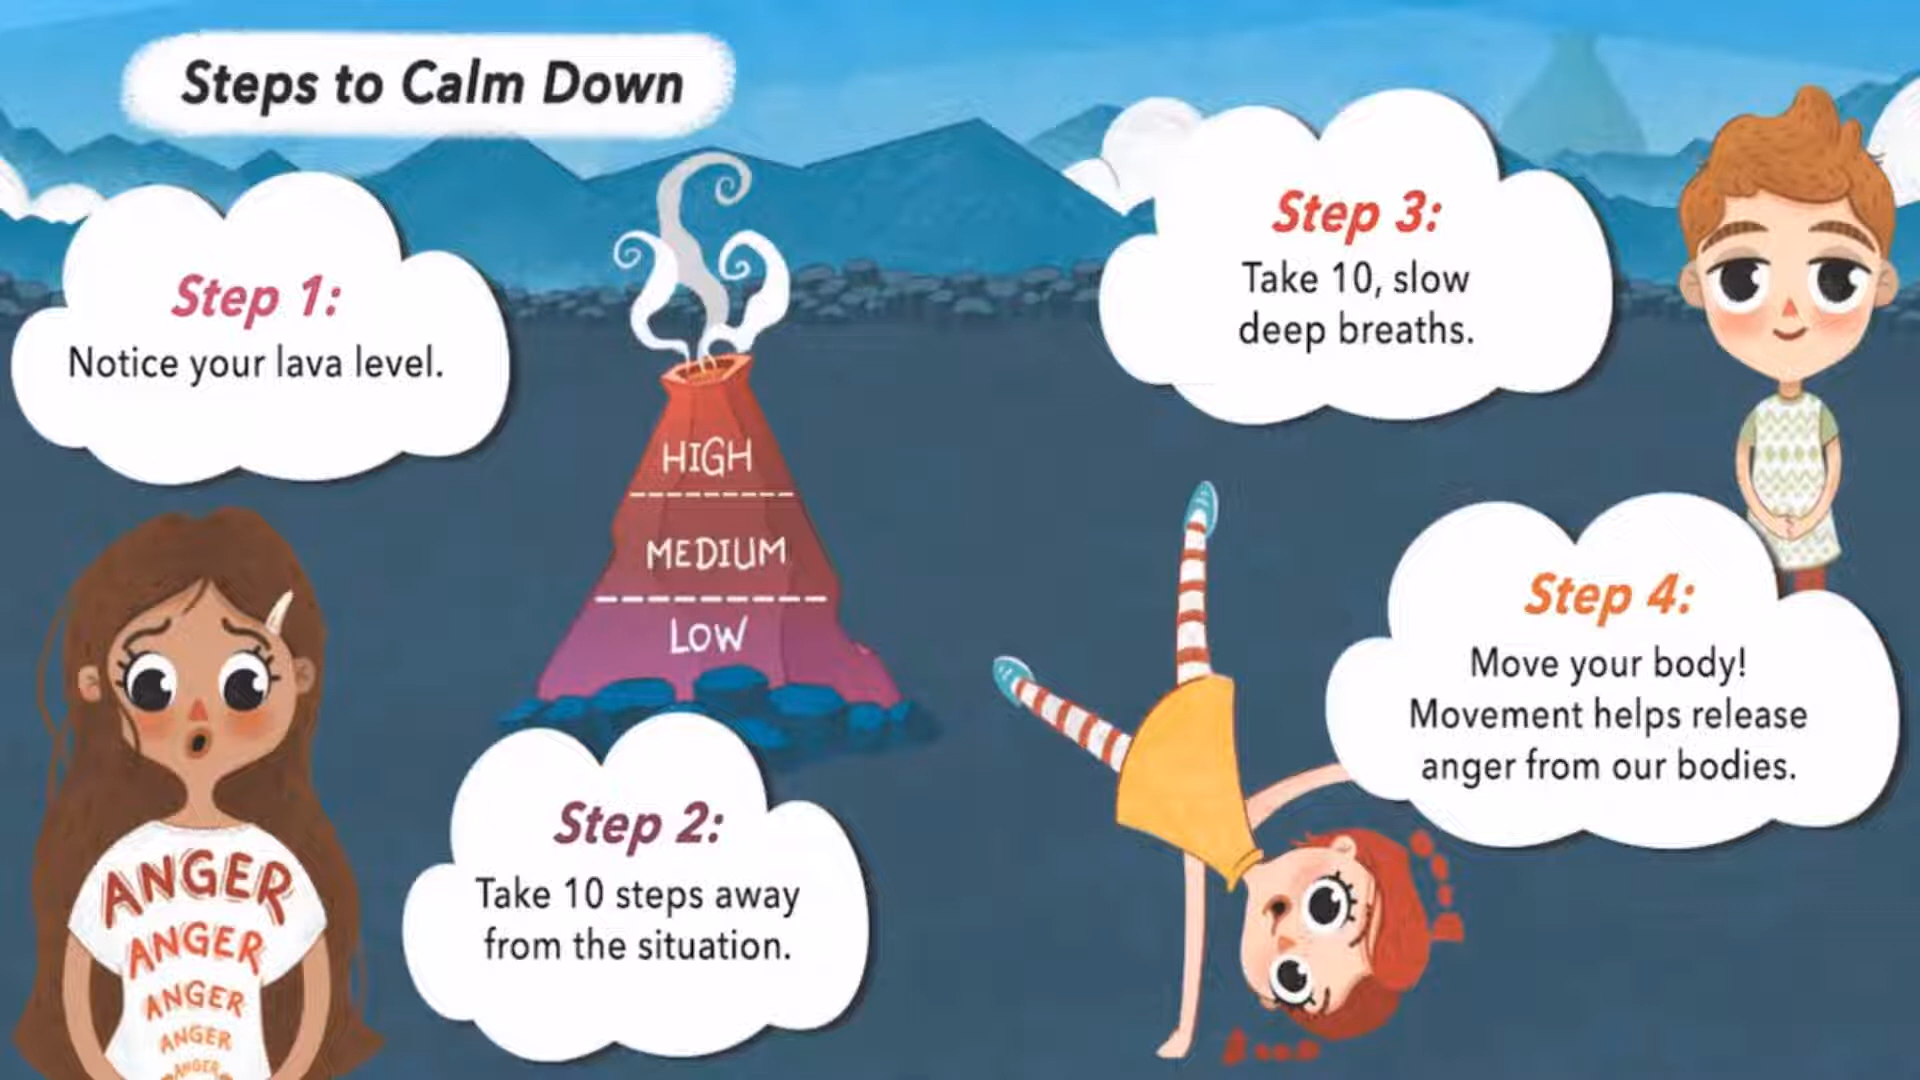 Steps to Calm Down
Step 1:
Notice your lava level.
HIGH
MEDIUM
LOW
Step 2:
Take 10 steps away
from the situation.
Step 3:
Take 10, slow
deep breaths.
Step 4:
Move your body!
Movement helps release
anger from our bodies.
ANGER
ANGER
ANGER
ANGER
ANGER